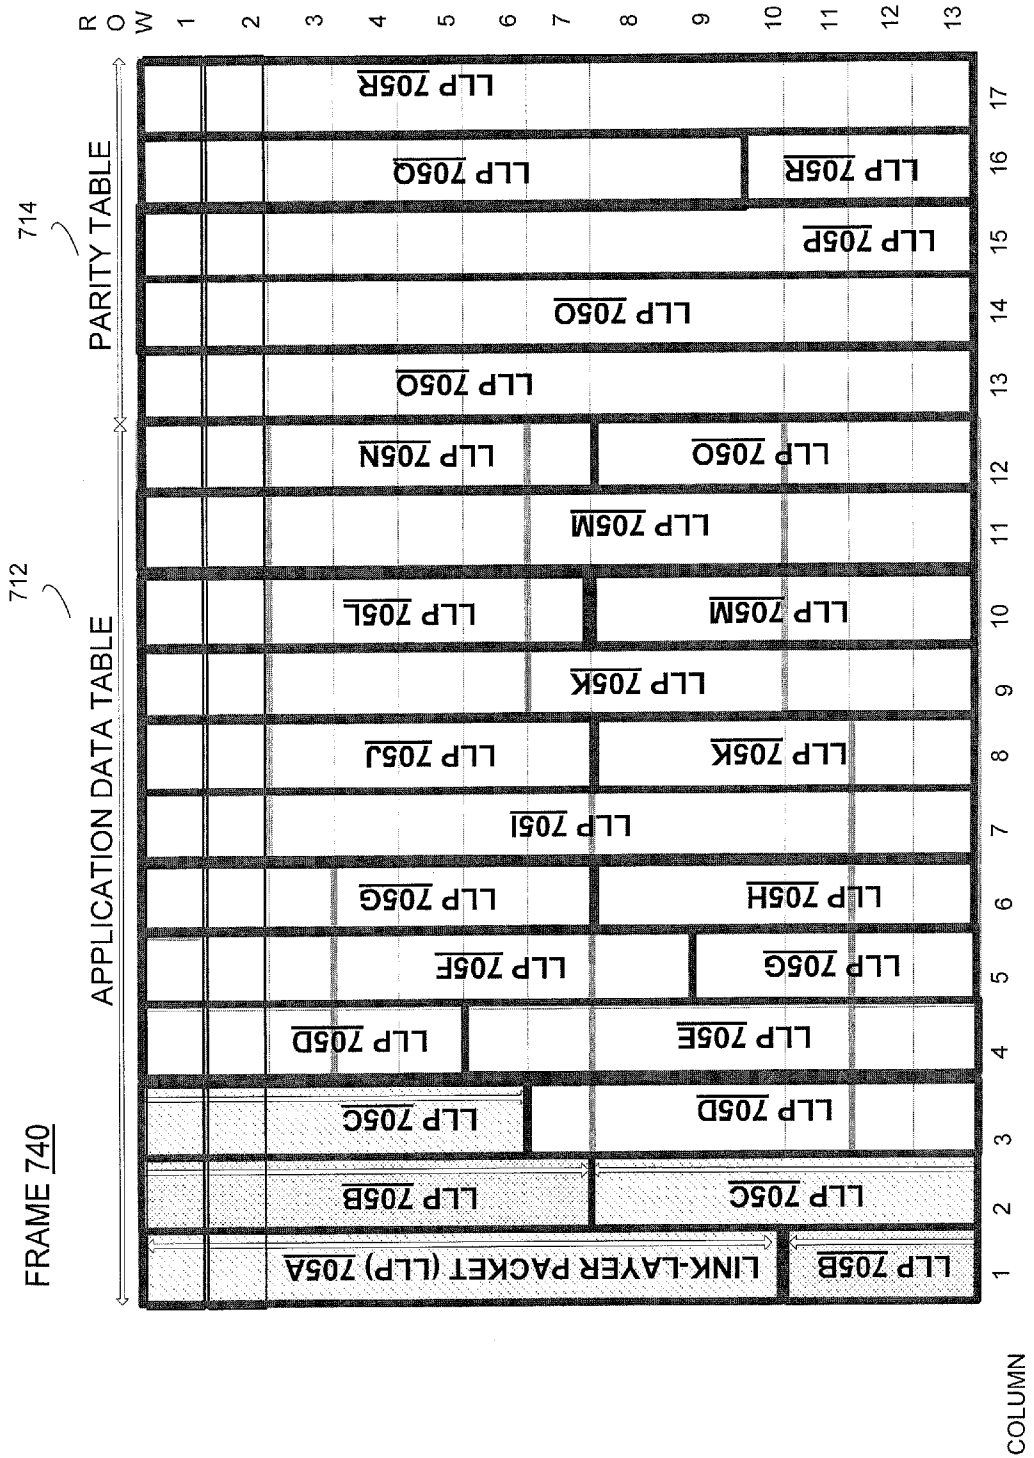 FRAME 740
712
714
APPLICATION DATA TABLE
PARITY TABLE
ROW
1
2
3
4
5
6
7
8
9
10
11
12
13
LINK-LAYER PACKET (LLP) 705A
LLP 705B
LLP 705B
LLP 705C
LLP 705C
LLP 705D
LLP 705D
LLP 705E
LLP 705F
LLP 705G
LLP 705G
LLP 705H
LLP 705I
LLP 705J
LLP 705K
LLP 705K
LLP 705L
LLP 705M
LLP 705M
LLP 705N
LLP 705O
LLP 705O
LLP 705O
LLP 705P
LLP 705Q
LLP 705R
LLP 705R
COLUMN
1 2 3 4 5 6 7 8 9 10 11 12 13 14 15 16 17